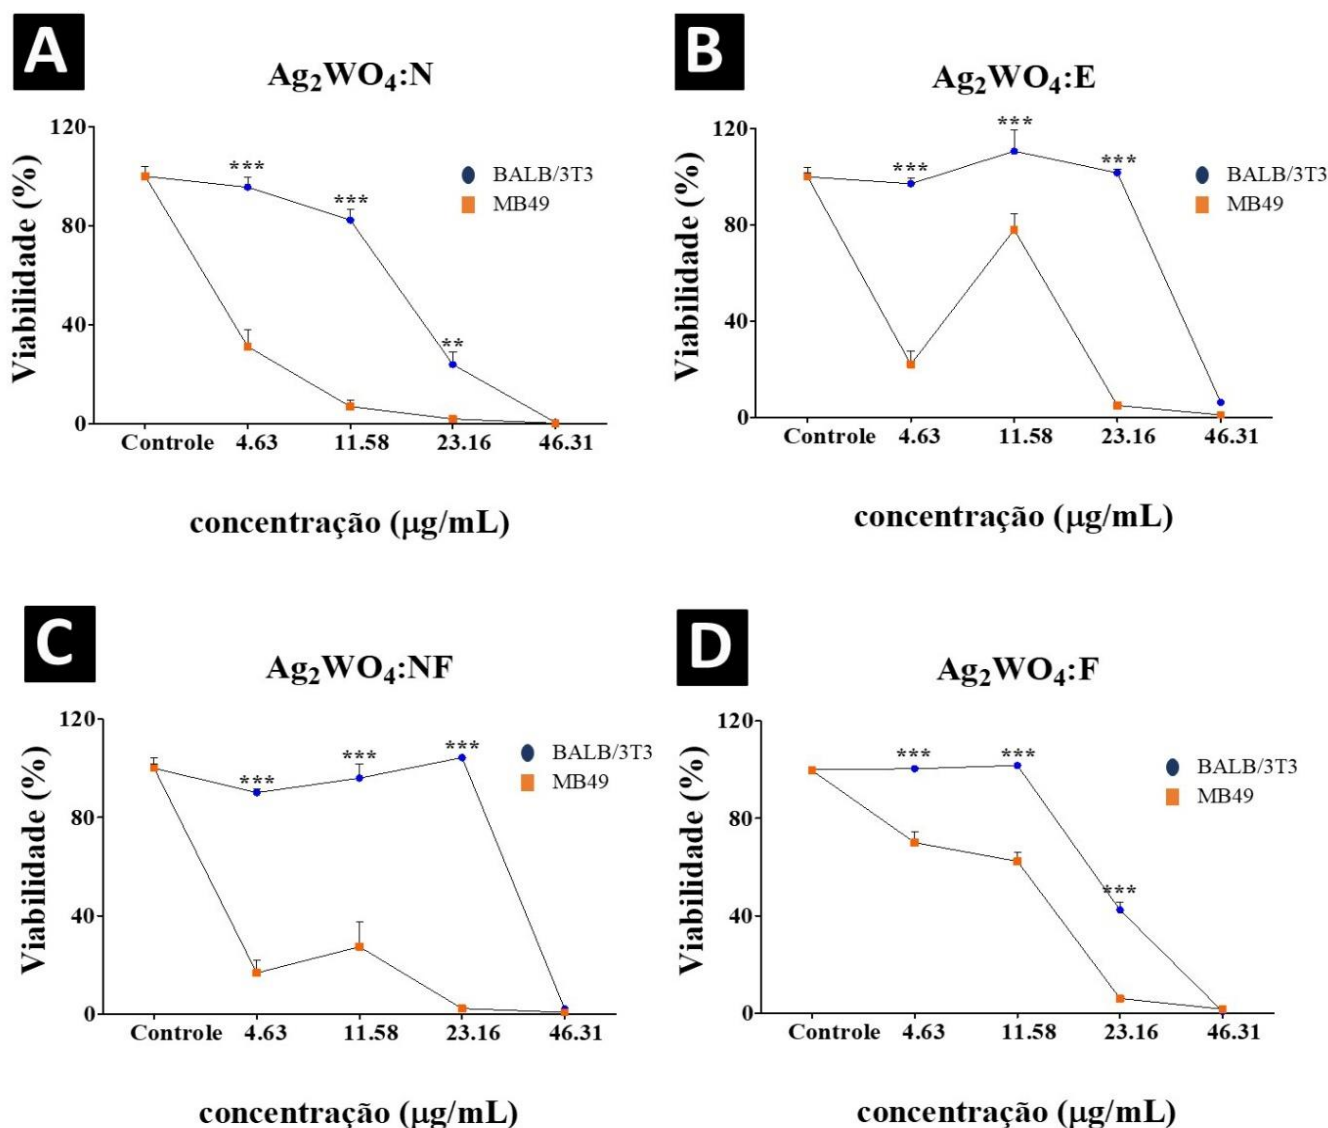 A
Ag₂WO₄:N
Viabilidade (%)
120
80
40
0
***
***
**
BALB/3T3
MB49
Controle 4.63 11.58 23.16 46.31
concentração (μg/mL)
B
Ag₂WO₄:E
Viabilidade (%)
120
80
40
0
***
***
***
BALB/3T3
MB49
Controle 4.63 11.58 23.16 46.31
concentração (μg/mL)
C
Ag₂WO₄:NF
Viabilidade (%)
120
80
40
0
***
***
***
BALB/3T3
MB49
Controle 4.63 11.58 23.16 46.31
concentração (μg/mL)
D
Ag₂WO₄:F
Viabilidade (%)
120
80
40
0
***
***
***
BALB/3T3
MB49
Controle 4.63 11.58 23.16 46.31
concentração (μg/mL)